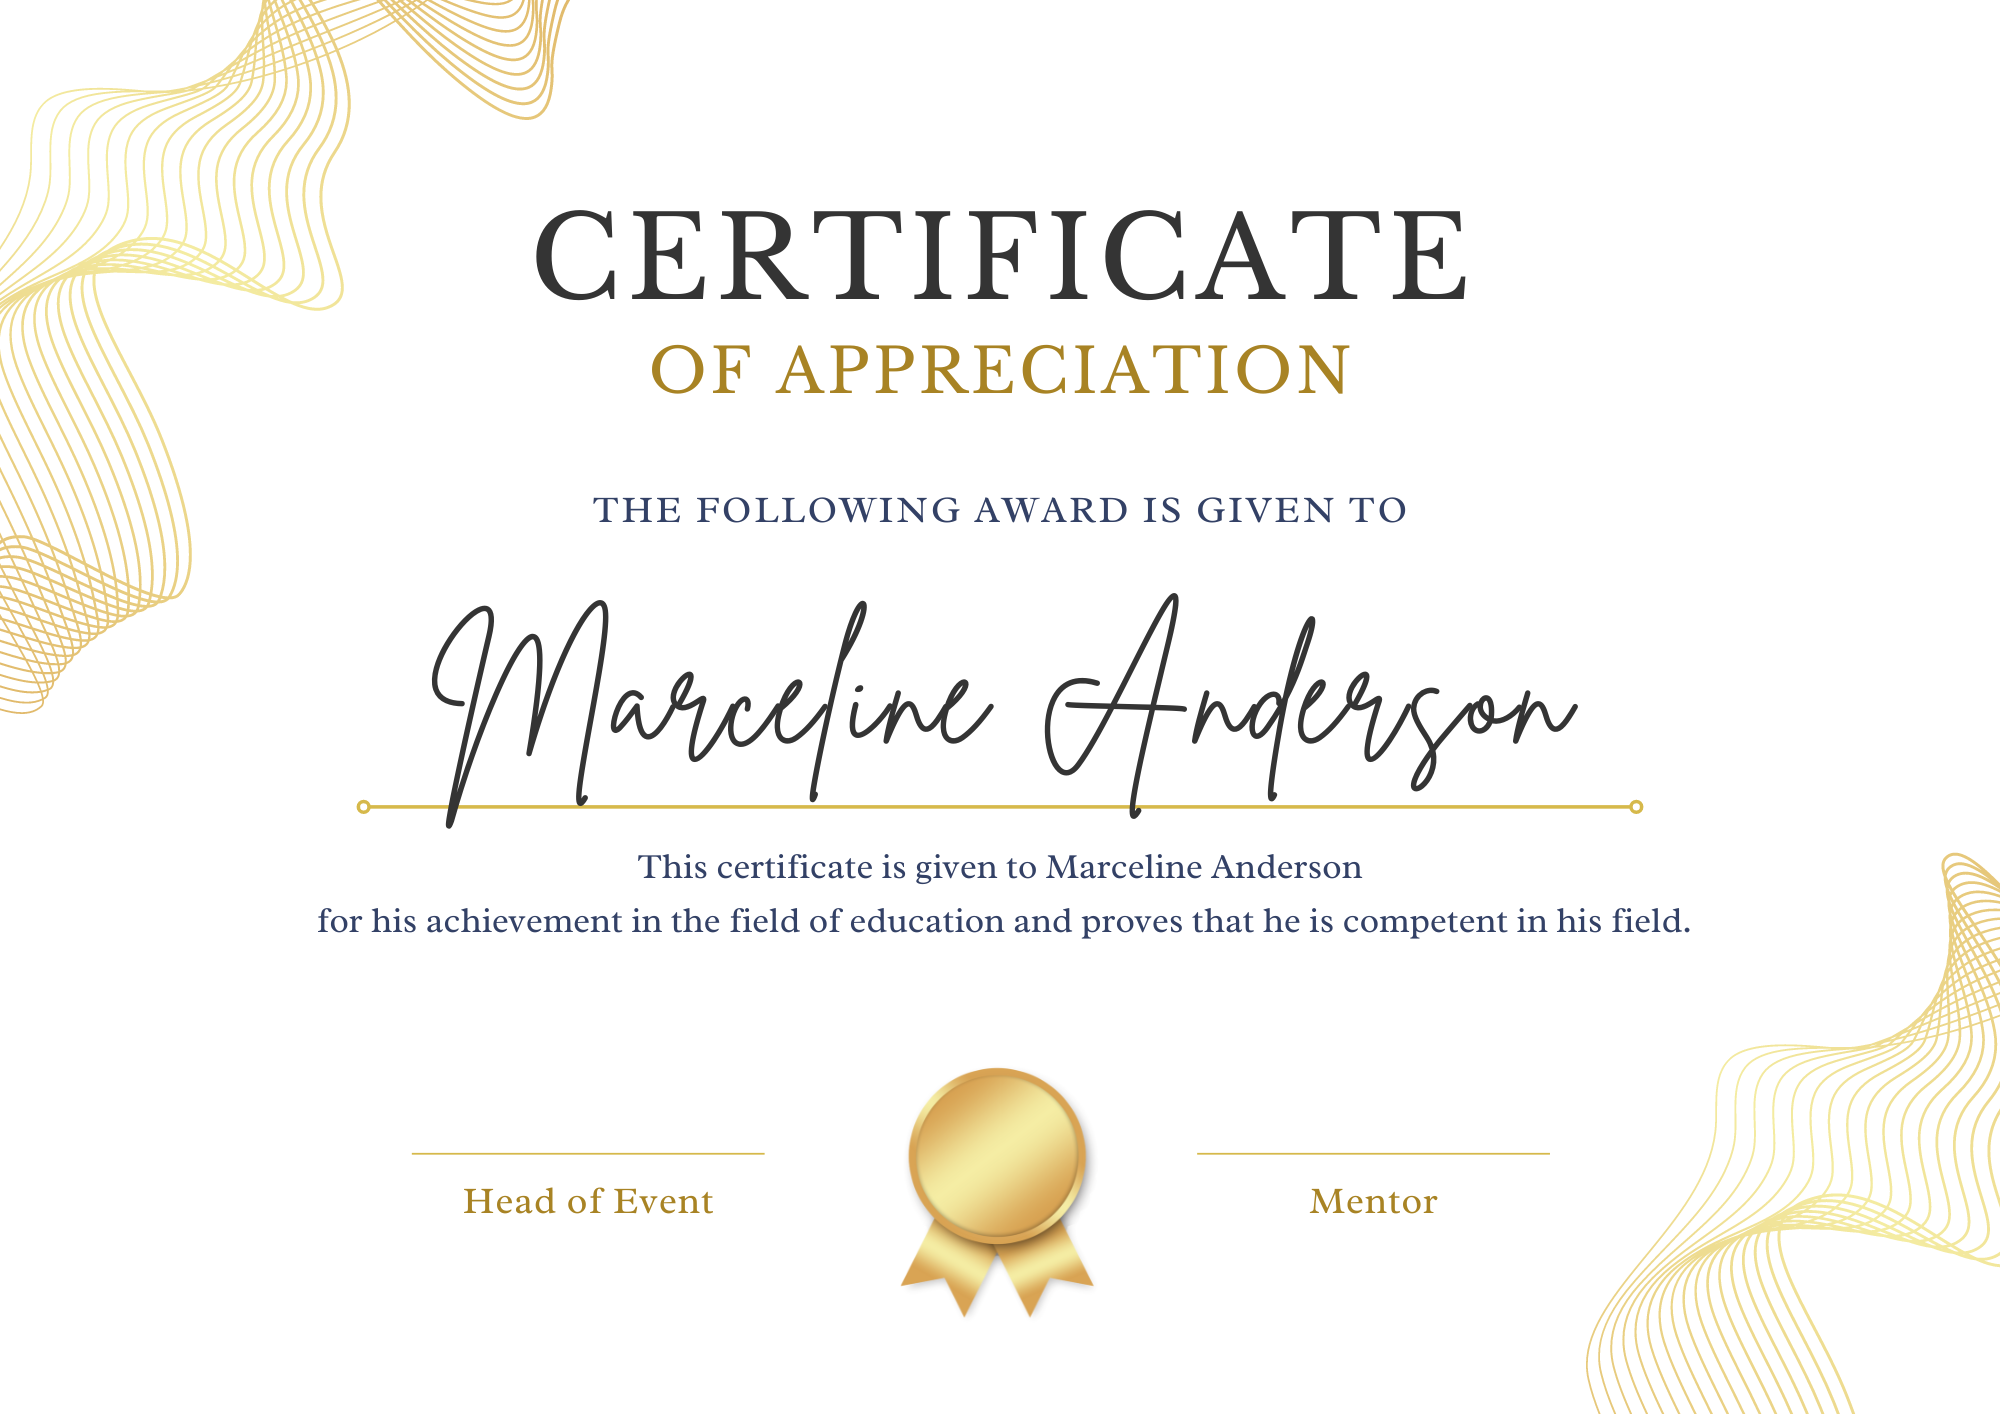 CERTIFICATE
OF APPRECIATION
THE FOLLOWING AWARD IS GIVEN TO
Marceline Anderson
This certificate is given to Marceline Anderson
for his achievement in the field of education and proves that he is competent in his field.
Head of Event
Mentor